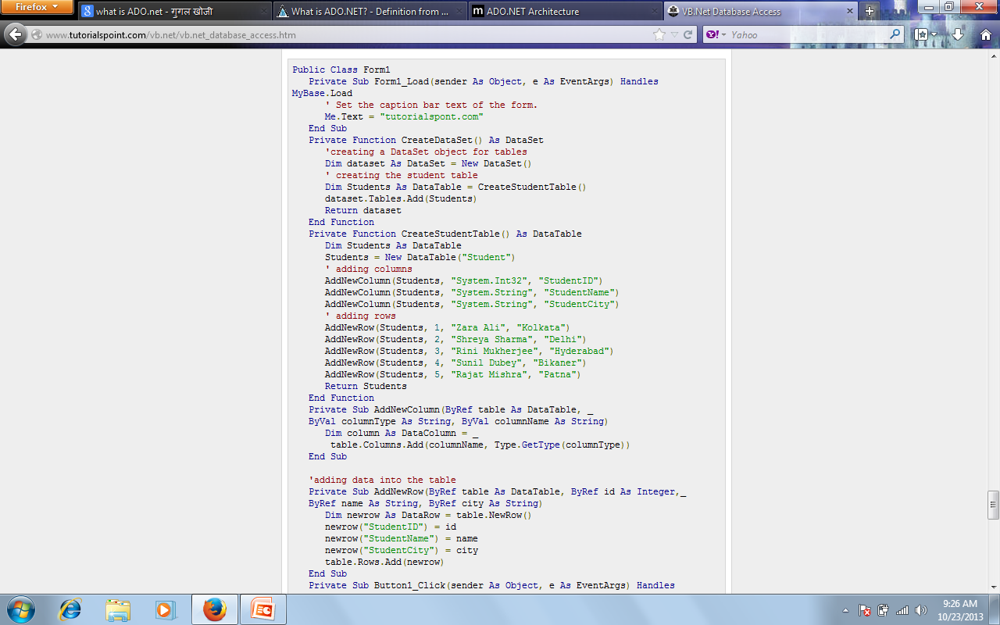 Firefox
what is ADO.net - गुगल खोजी
What is ADO.NET? - Definition from ...
ADO.NET Architecture
VB.Net Database Access
www.tutorialspoint.com/vb.net/vb.net_database_access.htm
Yahoo
Public Class Form1
Private Sub Form1_Load(sender As Object, e As EventArgs) Handles
MyBase.Load
' Set the caption bar text of the form.
Me.Text = "tutorialspont.com"
End Sub
Private Function CreateDataSet() As DataSet
'creating a DataSet object for tables
Dim dataset As DataSet = New DataSet()
' creating the student table
Dim Students As DataTable = CreateStudentTable()
dataset.Tables.Add(Students)
Return dataset
End Function
Private Function CreateStudentTable() As DataTable
Dim Students As DataTable
Students = New DataTable("Student")
' adding columns
AddNewColumn(Students, "System.Int32", "StudentID")
AddNewColumn(Students, "System.String", "StudentName")
AddNewColumn(Students, "System.String", "StudentCity")
' adding rows
AddNewRow(Students, 1, "Zara Ali", "Kolkata")
AddNewRow(Students, 2, "Shreya Sharma", "Delhi")
AddNewRow(Students, 3, "Rini Mukherjee", "Hyderabad")
AddNewRow(Students, 4, "Sunil Dubey", "Bikaner")
AddNewRow(Students, 5, "Rajat Mishra", "Patna")
Return Students
End Function
Private Sub AddNewColumn(ByRef table As DataTable, _
ByVal columnType As String, ByVal columnName As String)
Dim column As DataColumn = _
table.Columns.Add(columnName, Type.GetType(columnType))
End Sub
'adding data into the table
Private Sub AddNewRow(ByRef table As DataTable, ByRef id As Integer,_
ByRef name As String, ByRef city As String)
Dim newrow As DataRow = table.NewRow()
newrow("StudentID") = id
newrow("StudentName") = name
newrow("StudentCity") = city
table.Rows.Add(newrow)
End Sub
Private Sub Button1_Click(sender As Object, e As EventArgs) Handles
9:26 AM
10/23/2013